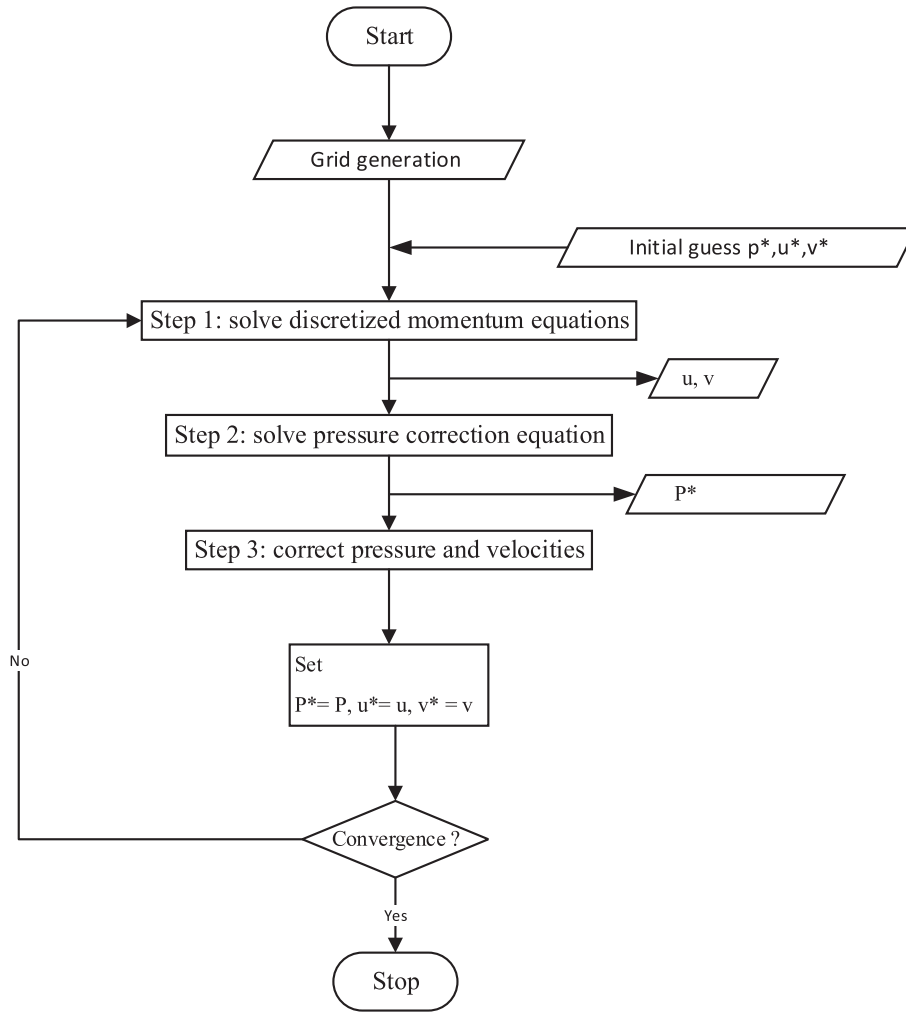 Start
Grid generation
Initial guess p*,u*,v*
Step 1: solve discretized momentum equations
u, v
Step 2: solve pressure correction equation
P*
Step 3: correct pressure and velocities
Set
P*= P, u*= u, v* = v
No
Convergence ?
Yes
Stop